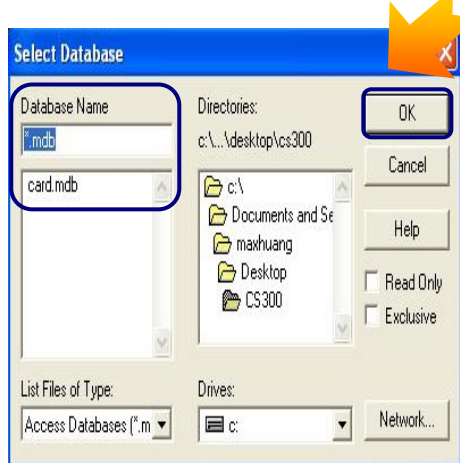 Select Database
Database Name
*.mdb
card.mdb
List Files of Type:
Access Databases (*.m
Directories:
c:\...\desktop\cs300
c:\
Documents and Se
maxhuang
Desktop
CS300
Drives:
c:
OK
Cancel
Help
Read Only
Exclusive
Network...